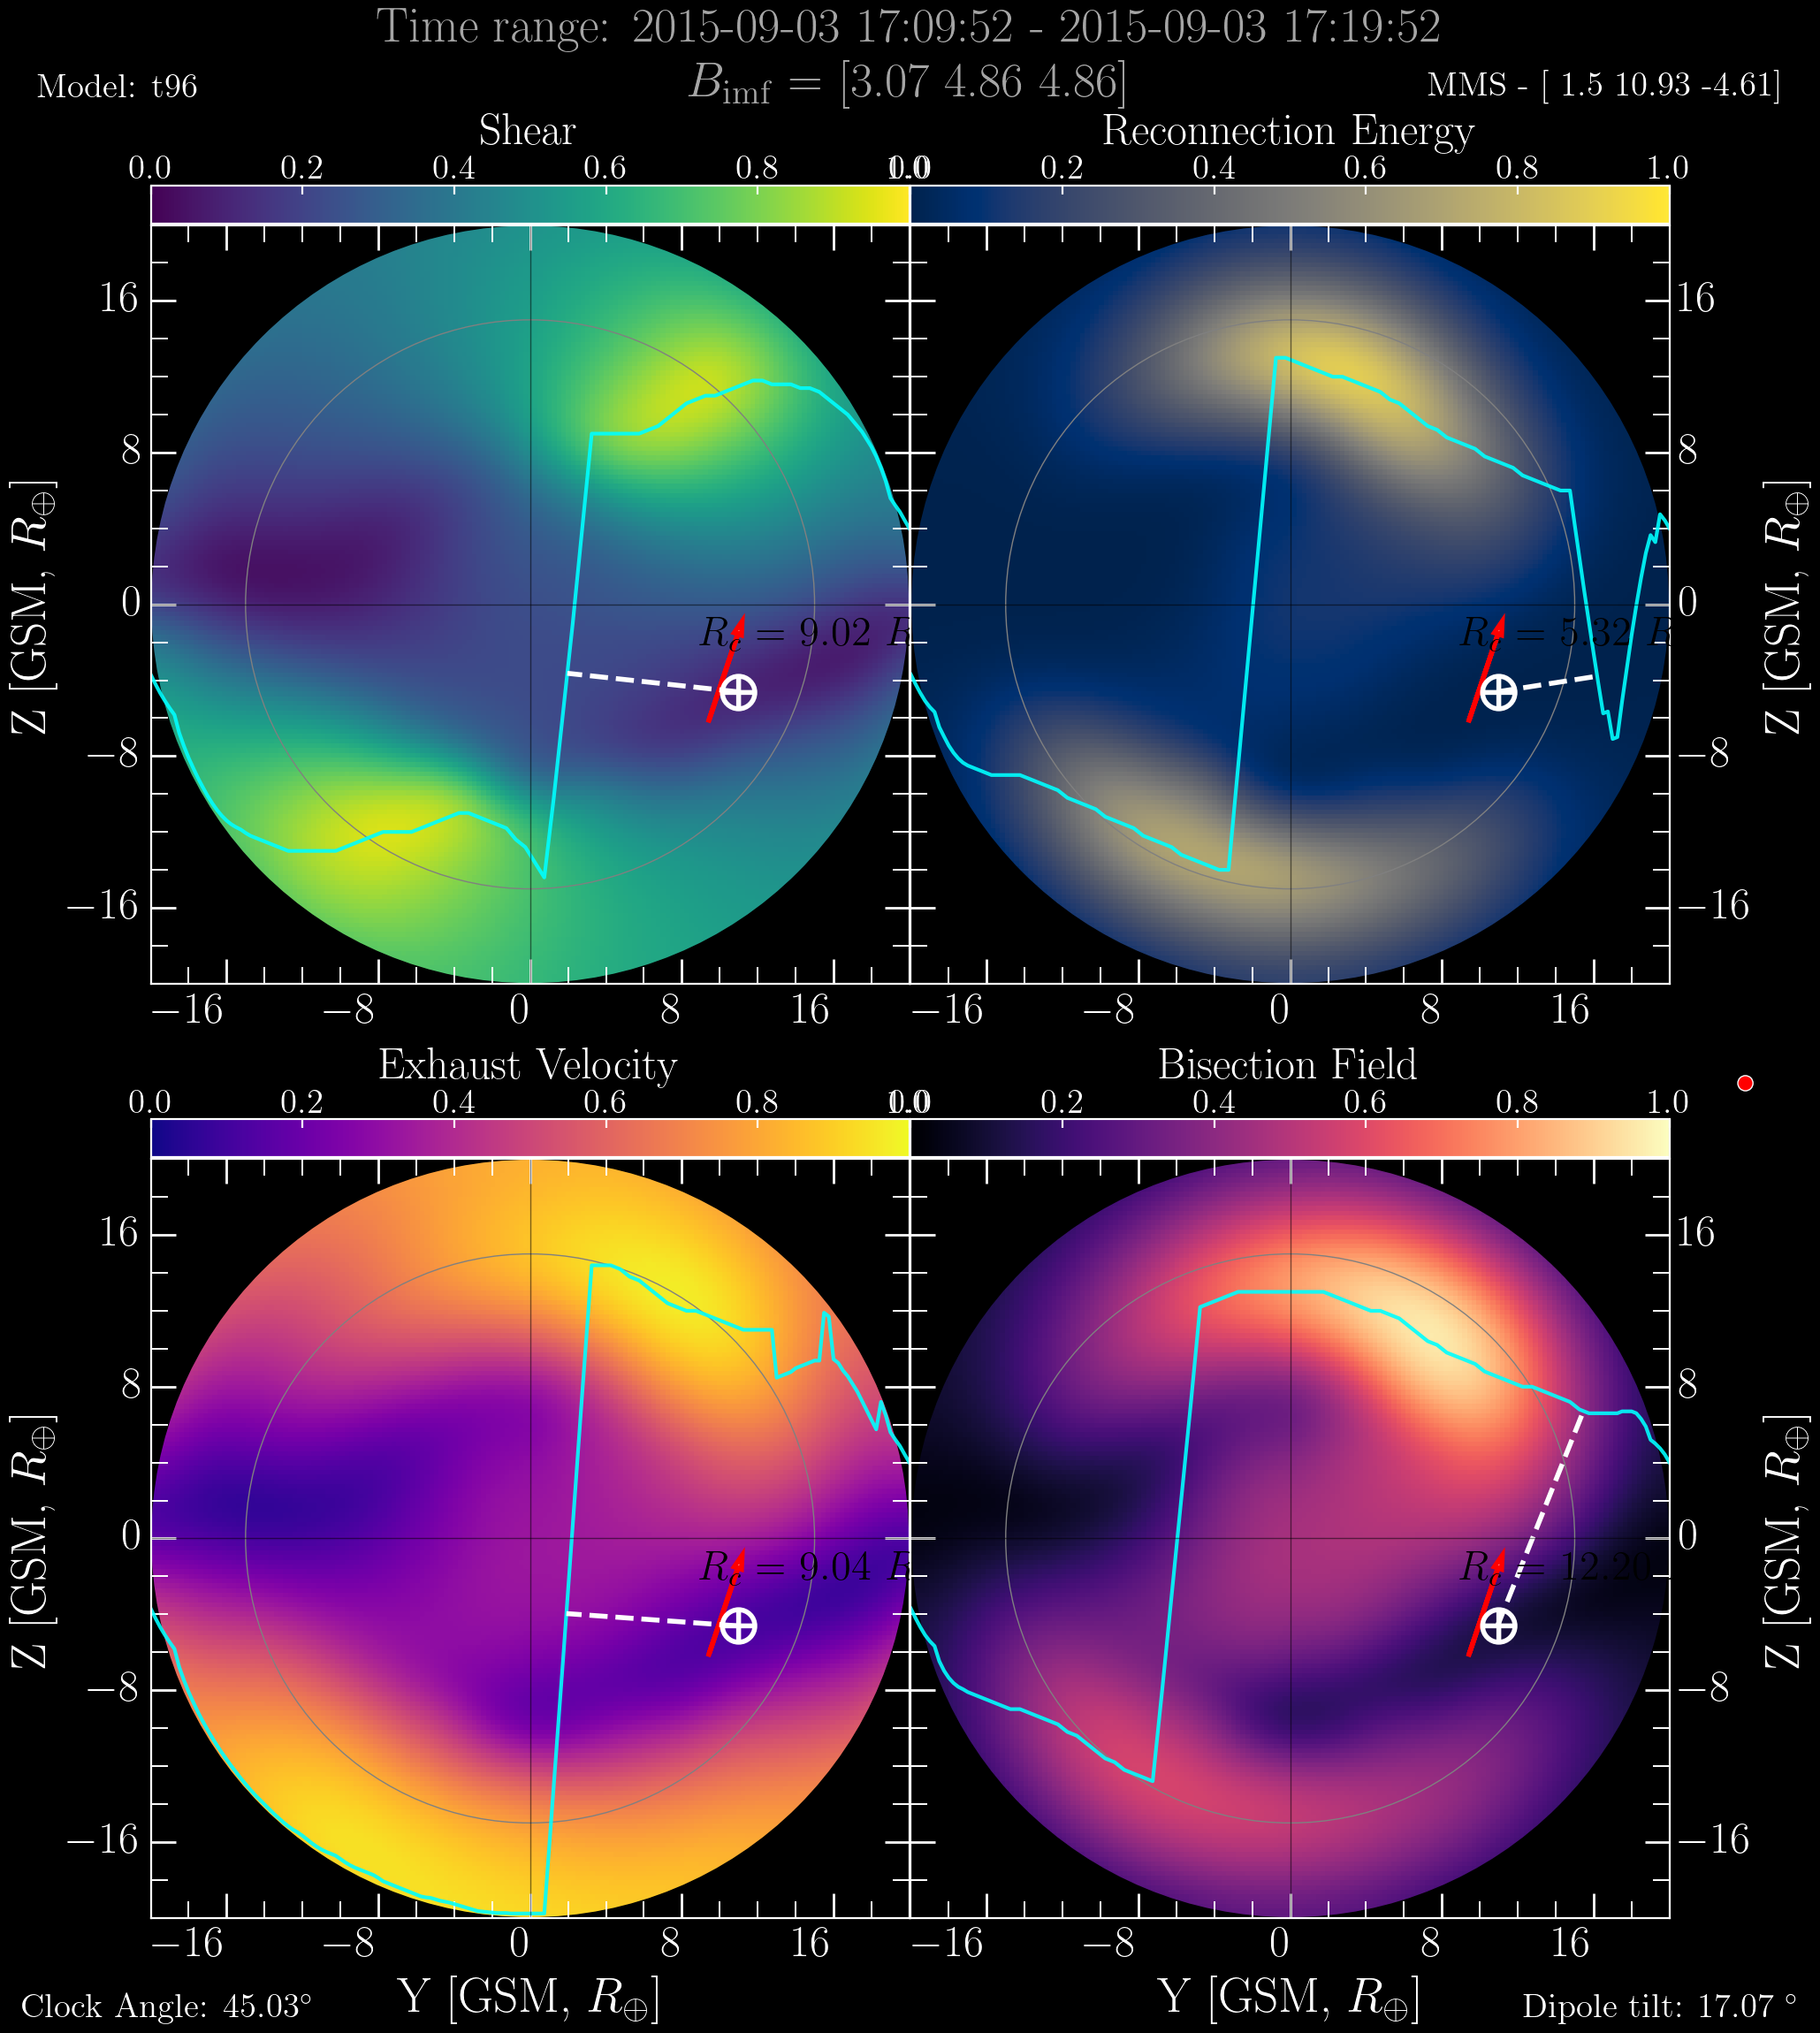 Time range: 2015-09-03 17:09:52 - 2015-09-03 17:19:52
Model: t96
B_imf = [3.07 4.86 4.86]
MMS - [ 1.5 10.93 -4.61]
Shear
Reconnection Energy
0.0 0.2 0.4 0.6 0.8 1.0
0.2 0.4 0.6 0.8 1.0
16 8 0 −8 −16
Z [GSM, R⊕]
R_c = 9.02 R
R_c = 5.32 R
16 8 0 −8 −16
Z [GSM, R⊕]
−16 −8 0 8 16
−16 −8 0 8 16
Exhaust Velocity
Bisection Field
0.0 0.2 0.4 0.6 0.8 1.0
0.2 0.4 0.6 0.8 1.0
16 8 0 −8 −16
Z [GSM, R⊕]
R_c = 9.04 R
R_c = 12.20
16 8 0 −8 −16
Z [GSM, R⊕]
−16 −8 0 8 16
−16 −8 0 8 16
Y [GSM, R⊕]
Y [GSM, R⊕]
Clock Angle: 45.03°
Dipole tilt: 17.07 °